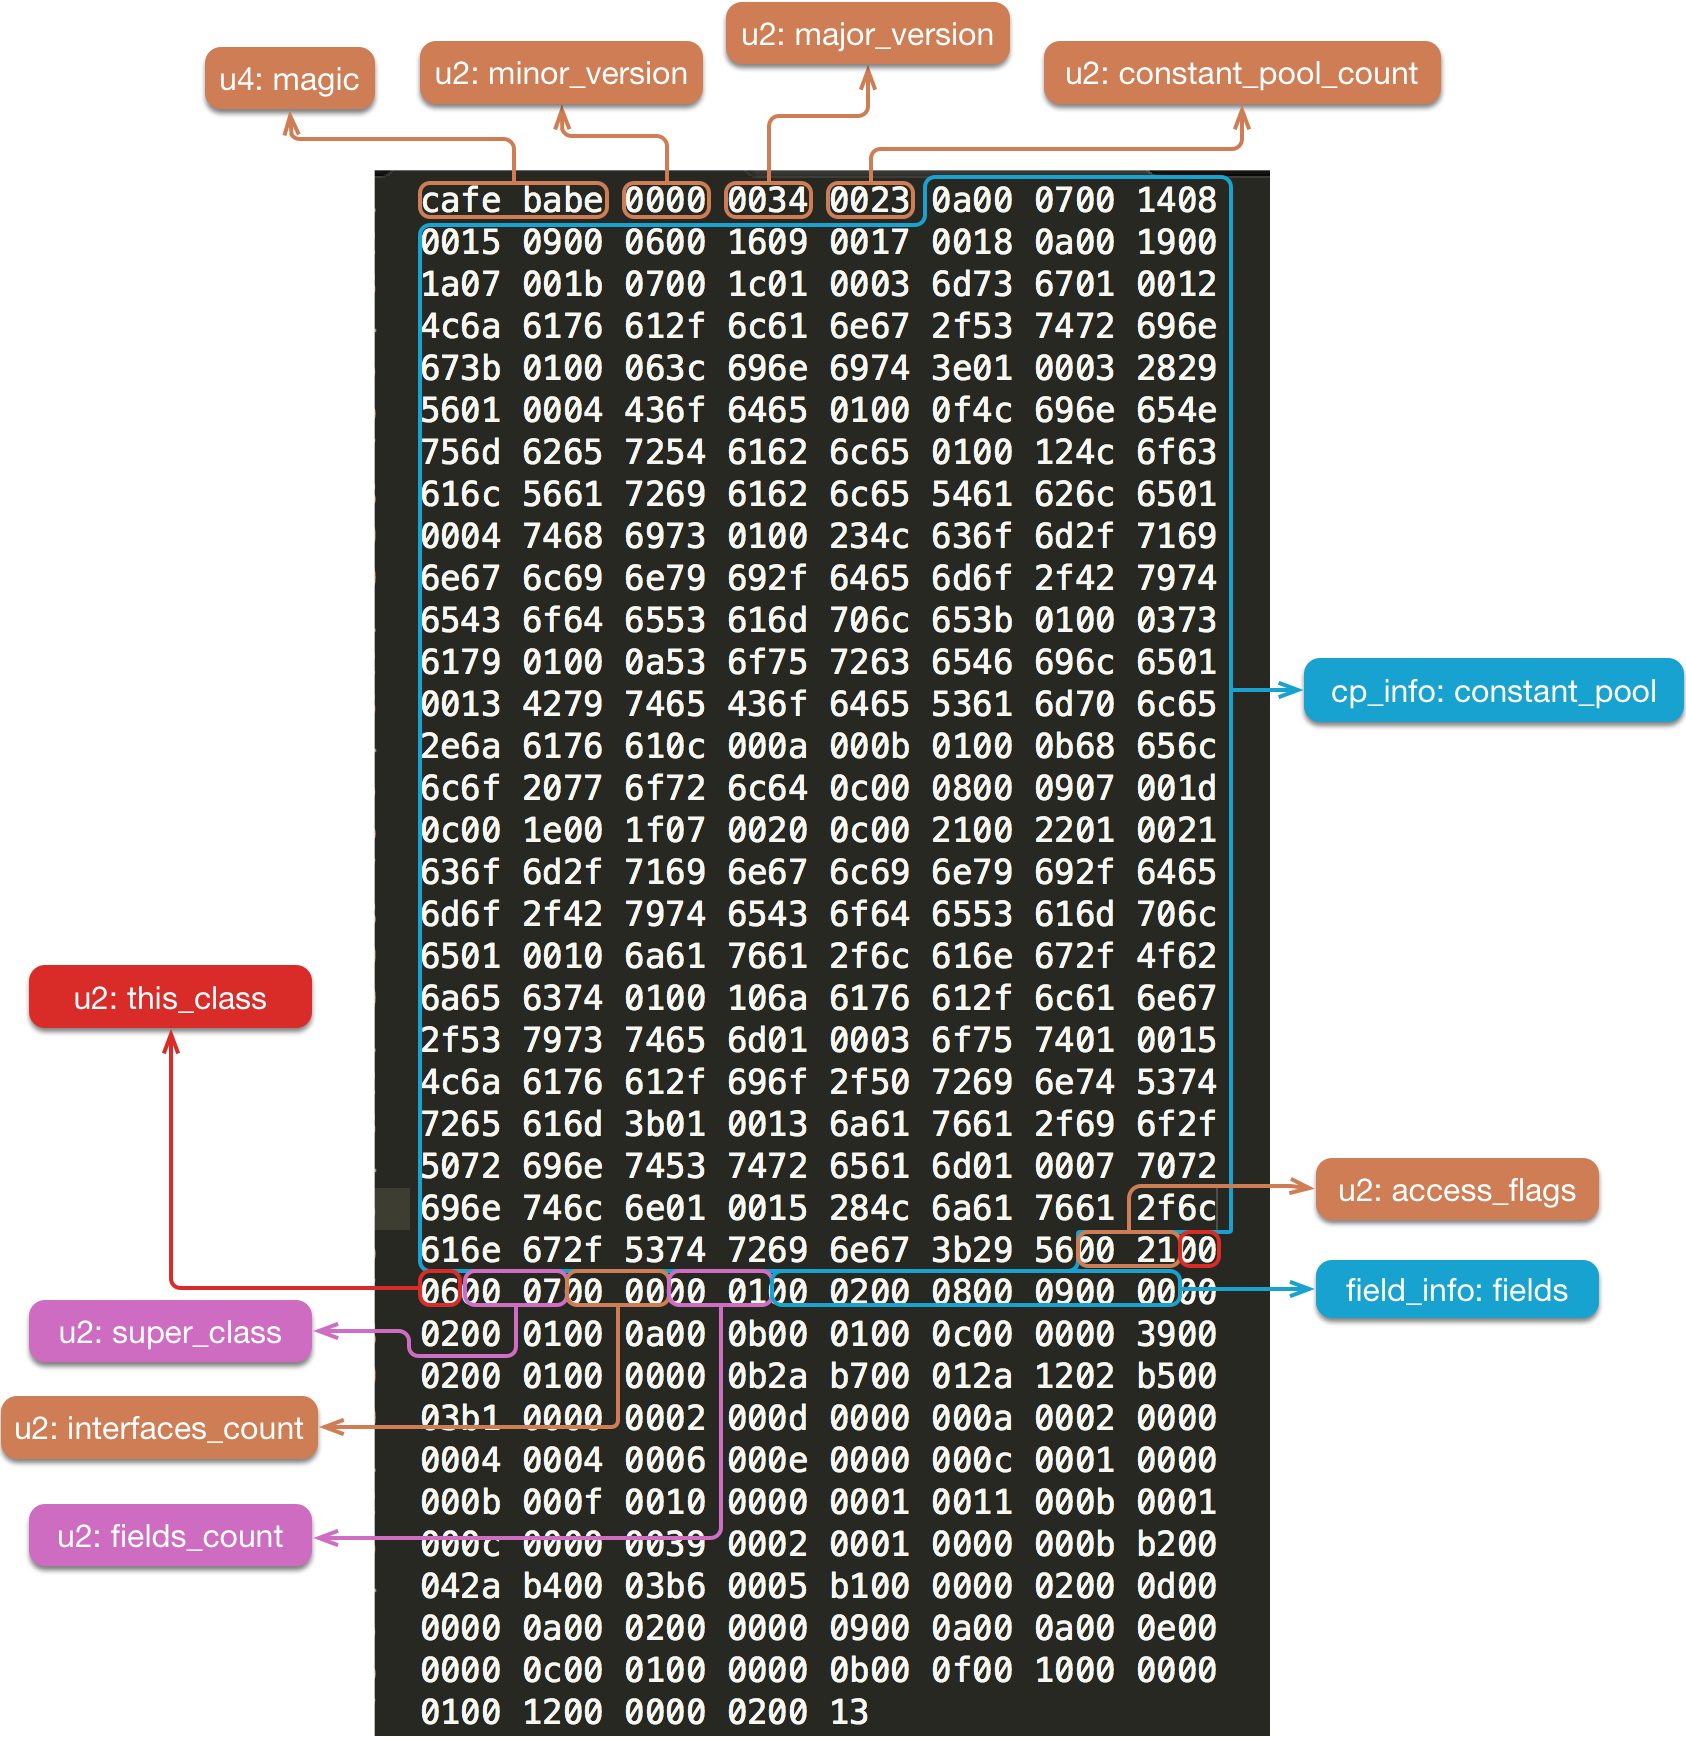 u2: major_version
u4: magic
u2: minor_version
u2: constant_pool_count
cafe babe 0000 0034 0023 0a00 0700 1408
0015 0900 0600 1609 0017 0018 0a00 1900
1a07 001b 0700 1c01 0003 6d73 6701 0012
4c6a 6176 612f 6c61 6e67 2f53 7472 696e
673b 0100 063c 696e 6974 3e01 0003 2829
5601 0004 436f 6465 0100 0f4c 696e 654e
756d 6265 7254 6162 6c65 0100 124c 6f63
616c 5661 7269 6162 6c65 5461 626c 6501
0004 7468 6973 0100 234c 636f 6d2f 7169
6e67 6c69 6e79 692f 6465 6d6f 2f42 7974
6543 6f64 6553 616d 706c 653b 0100 0373
6179 0100 0a53 6f75 7263 6546 696c 6501
0013 4279 7465 436f 6465 5361 6d70 6c65
2e6a 6176 610c 000a 000b 0100 0b68 656c
6c6f 2077 6f72 6c64 0c00 0800 0907 001d
0c00 1e00 1f07 0020 0c00 2100 2201 0021
636f 6d2f 7169 6e67 6c69 6e79 692f 6465
6d6f 2f42 7974 6543 6f64 6553 616d 706c
6501 0010 6a61 7661 2f6c 616e 672f 4f62
6a65 6374 0100 106a 6176 612f 6c61 6e67
2f53 7973 7465 6d01 0003 6f75 7401 0015
4c6a 6176 612f 696f 2f50 7269 6e74 5374
7265 616d 3b01 0013 6a61 7661 2f69 6f2f
5072 696e 7453 7472 6561 6d01 0007 7072
696e 746c 6e01 0015 284c 6a61 7661 2f6c
616e 672f 5374 7269 6e67 3b29 5600 2100
0600 0700 0000 0100 0200 0800 0900 0000
0200 0100 0a00 0b00 0100 0c00 0000 3900
0200 0100 0000 0b2a b700 012a 1202 b500
03b1 0000 0002 000d 0000 000a 0002 0000
0004 0004 0006 000e 0000 000c 0001 0000
000b 000f 0010 0000 0001 0011 000b 0001
000c 0000 0039 0002 0001 0000 000b b200
042a b400 03b6 0005 b100 0000 0200 0d00
0000 0a00 0200 0000 0900 0a00 0a00 0e00
0000 0c00 0100 0000 0b00 0f00 1000 0000
0100 1200 0000 0200 13
cp_info: constant_pool
u2: this_class
u2: access_flags
field_info: fields
u2: super_class
u2: interfaces_count
u2: fields_count